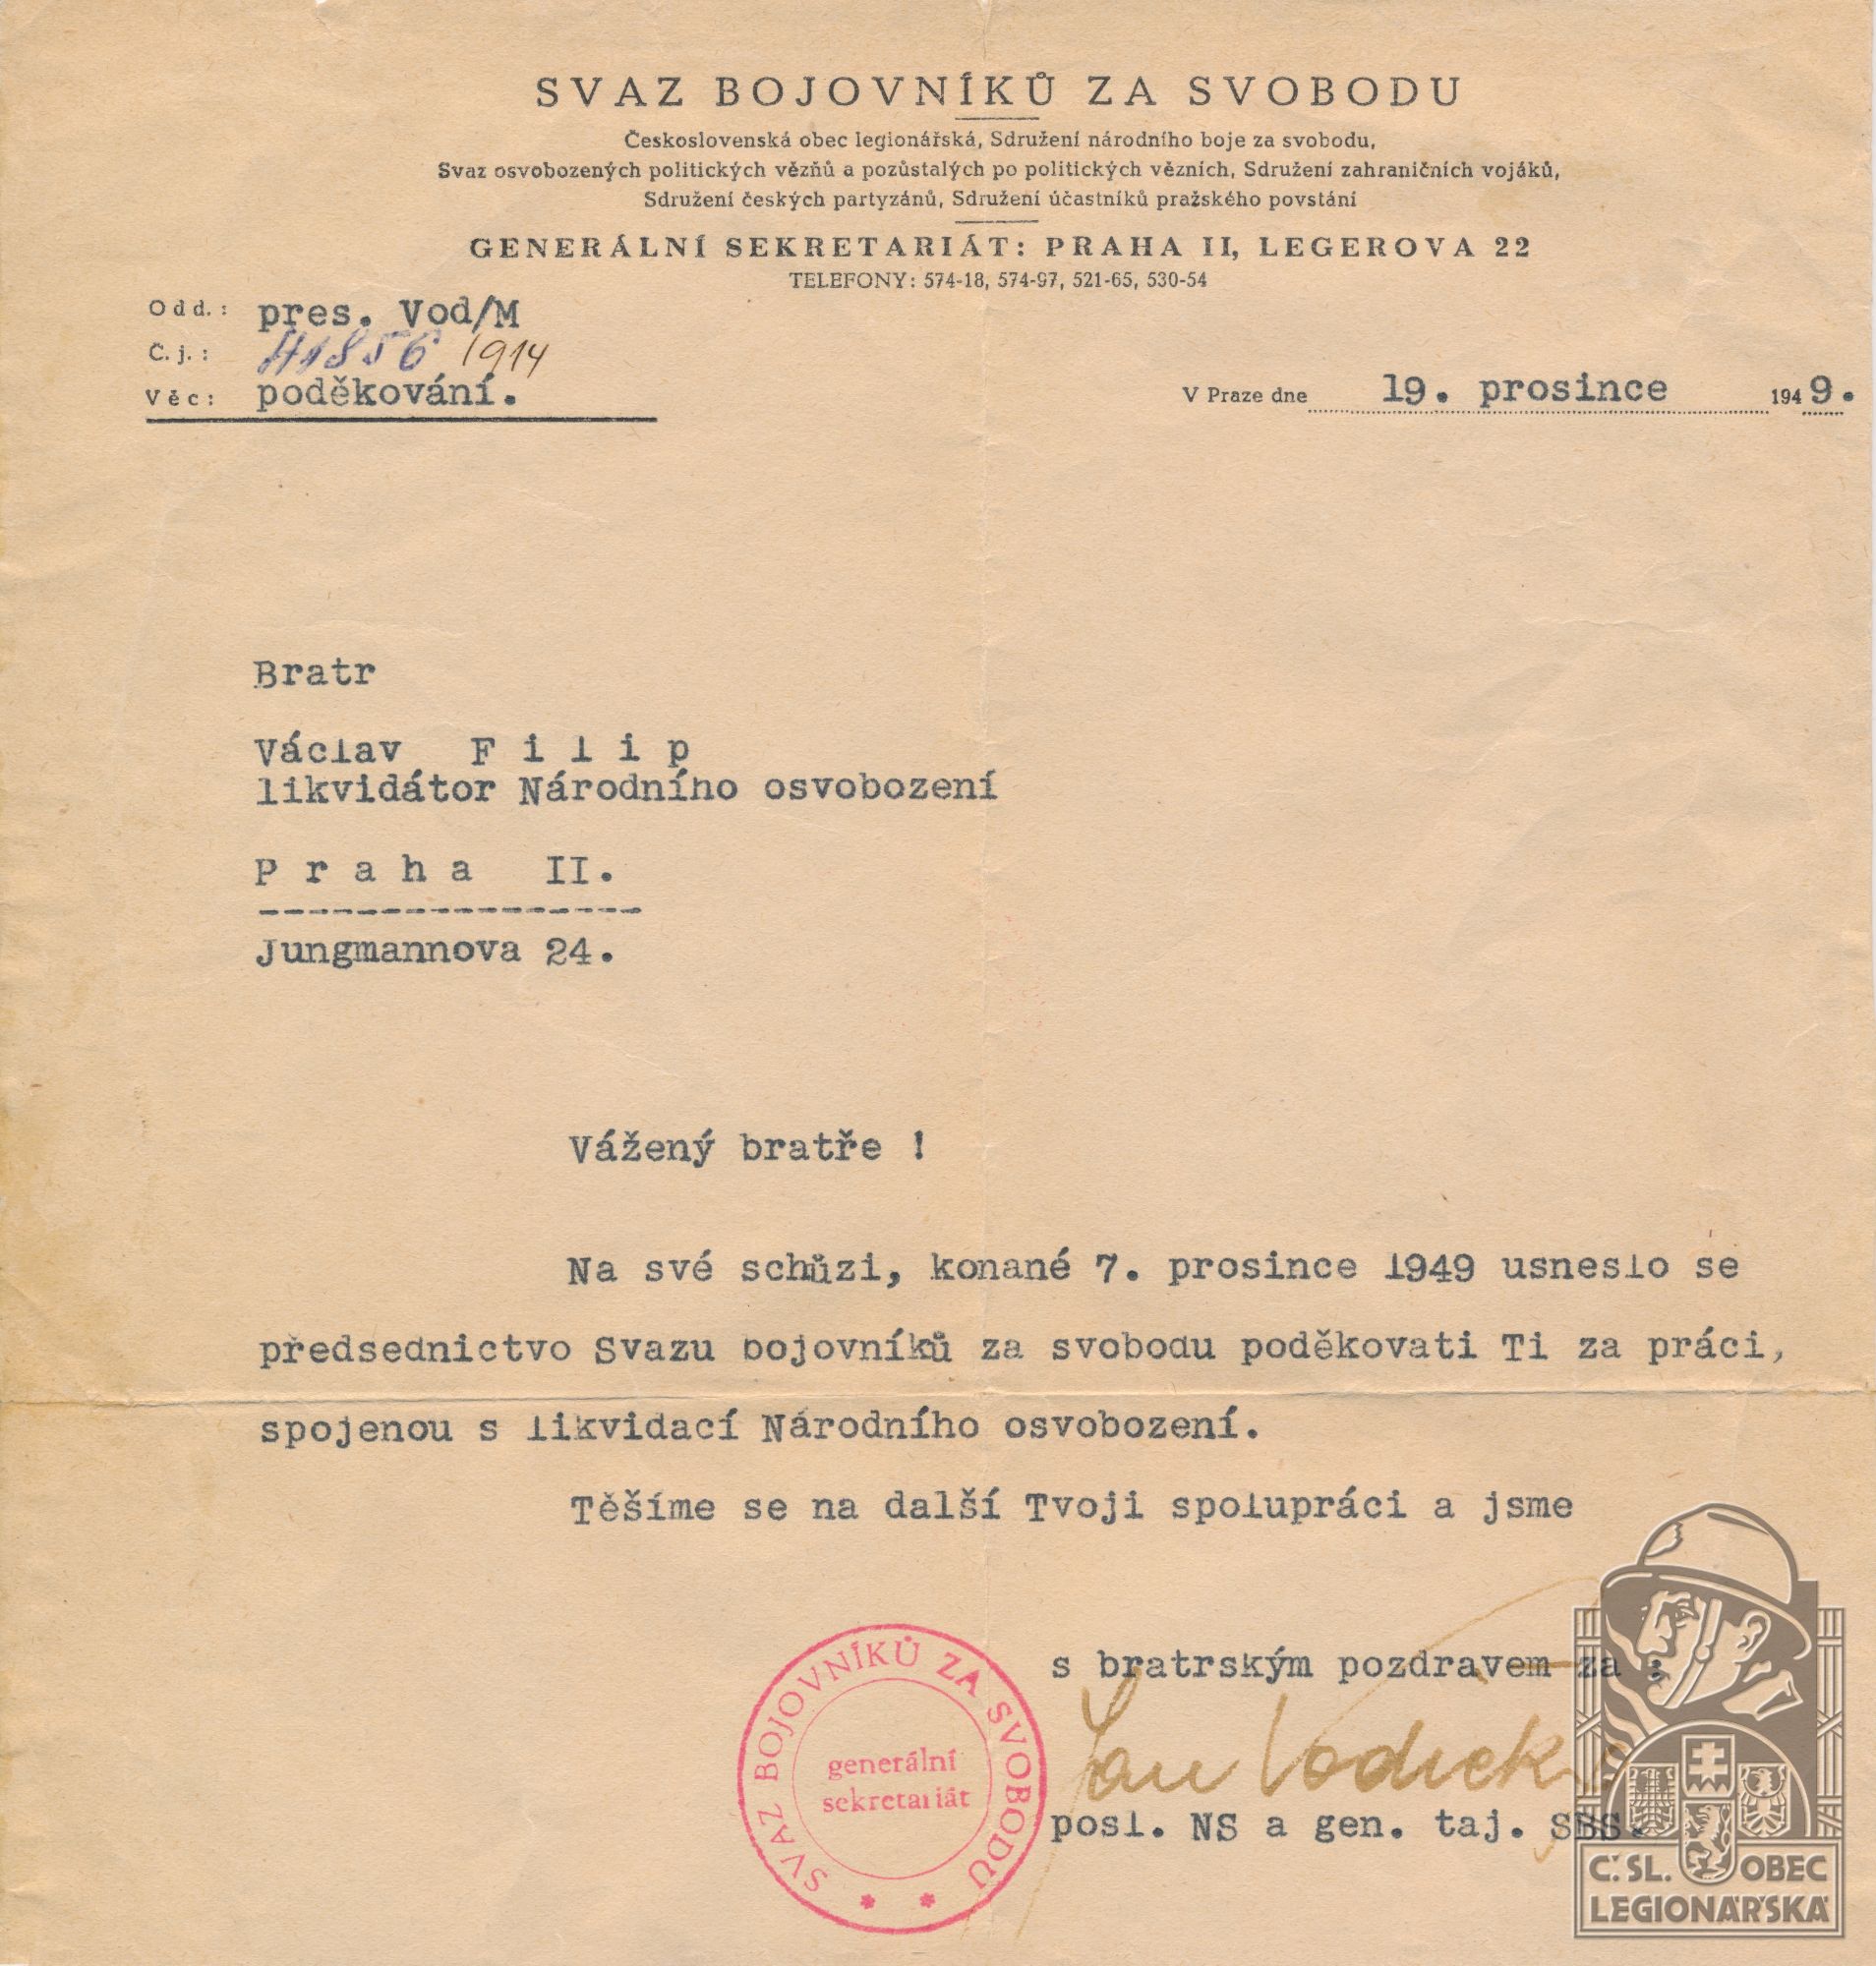 SVAZ BOJOVNÍKŮ ZA SVOBODU
Československá obec legionářská, Sdružení národního boje za svobodu,
Svaz osvobozených politických vězňů a pozůstalých po politických vězních, Sdružení zahraničních vojáků,
Sdružení českých partyzánů, Sdružení účastníků pražského povstání
GENERÁLNÍ SEKRETARIÁT: PRAHA II, LEGEROVA 22
TELEFONY: 574-18, 574-97, 521-65, 530-54
Odd.: pres. Vod/M
Č. j.: 1914
Věc: poděkování.
V Praze dne 19. prosince 1949.
Bratr
Václav F i l i p
likvidátor Národního osvobození
P r a h a II.
----------------
Jungmannova 24.
Vážený bratře !
Na své schůzi, konané 7. prosince 1949 usneslo se
předsednictvo Svazu bojovníků za svobodu poděkovati Ti za práci,
spojenou s likvidací Národního osvobození.
Těšíme se na další Tvoji spolupráci a jsme
s bratrským pozdravem za :
Jan Vodička
posl. NS a gen. taj. SBS.
SVAZ BOJOVNÍKŮ ZA SVOBODU
generální
sekretariát
Č. SL. OBEC
LEGIONÁŘSKÁ